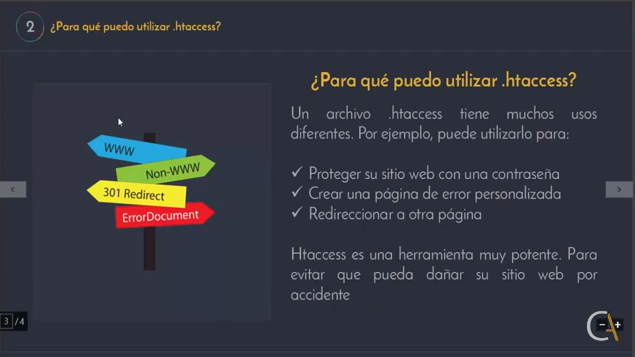 2 ¿Para qué puedo utilizar .htaccess?
¿Para qué puedo utilizar .htaccess?
WWW
Non-WWW
301 Redirect
ErrorDocument
Un archivo .htaccess tiene muchos usos
diferentes. Por ejemplo, puede utilizarlo para:
✓ Proteger su sitio web con una contraseña
✓ Crear una página de error personalizada
✓ Redireccionar a otra página
Htaccess es una herramienta muy potente. Para
evitar que pueda dañar su sitio web por
accidente
3 /4
CA